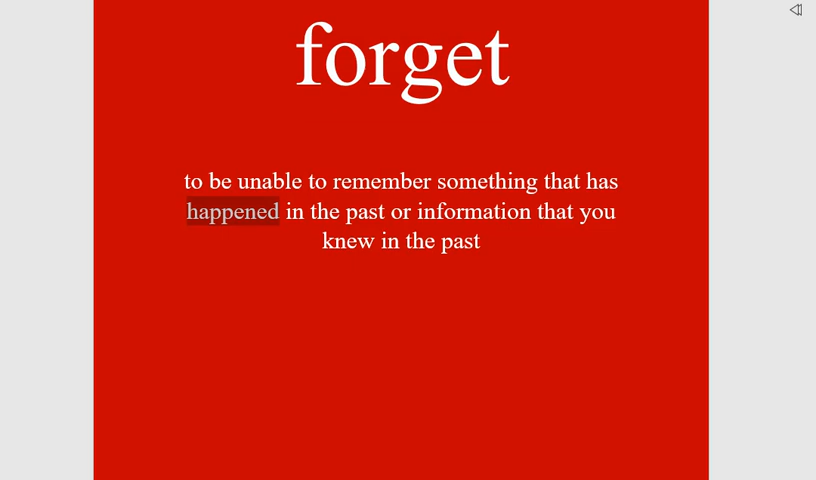 forget
to be unable to remember something that has
happened in the past or information that you
knew in the past